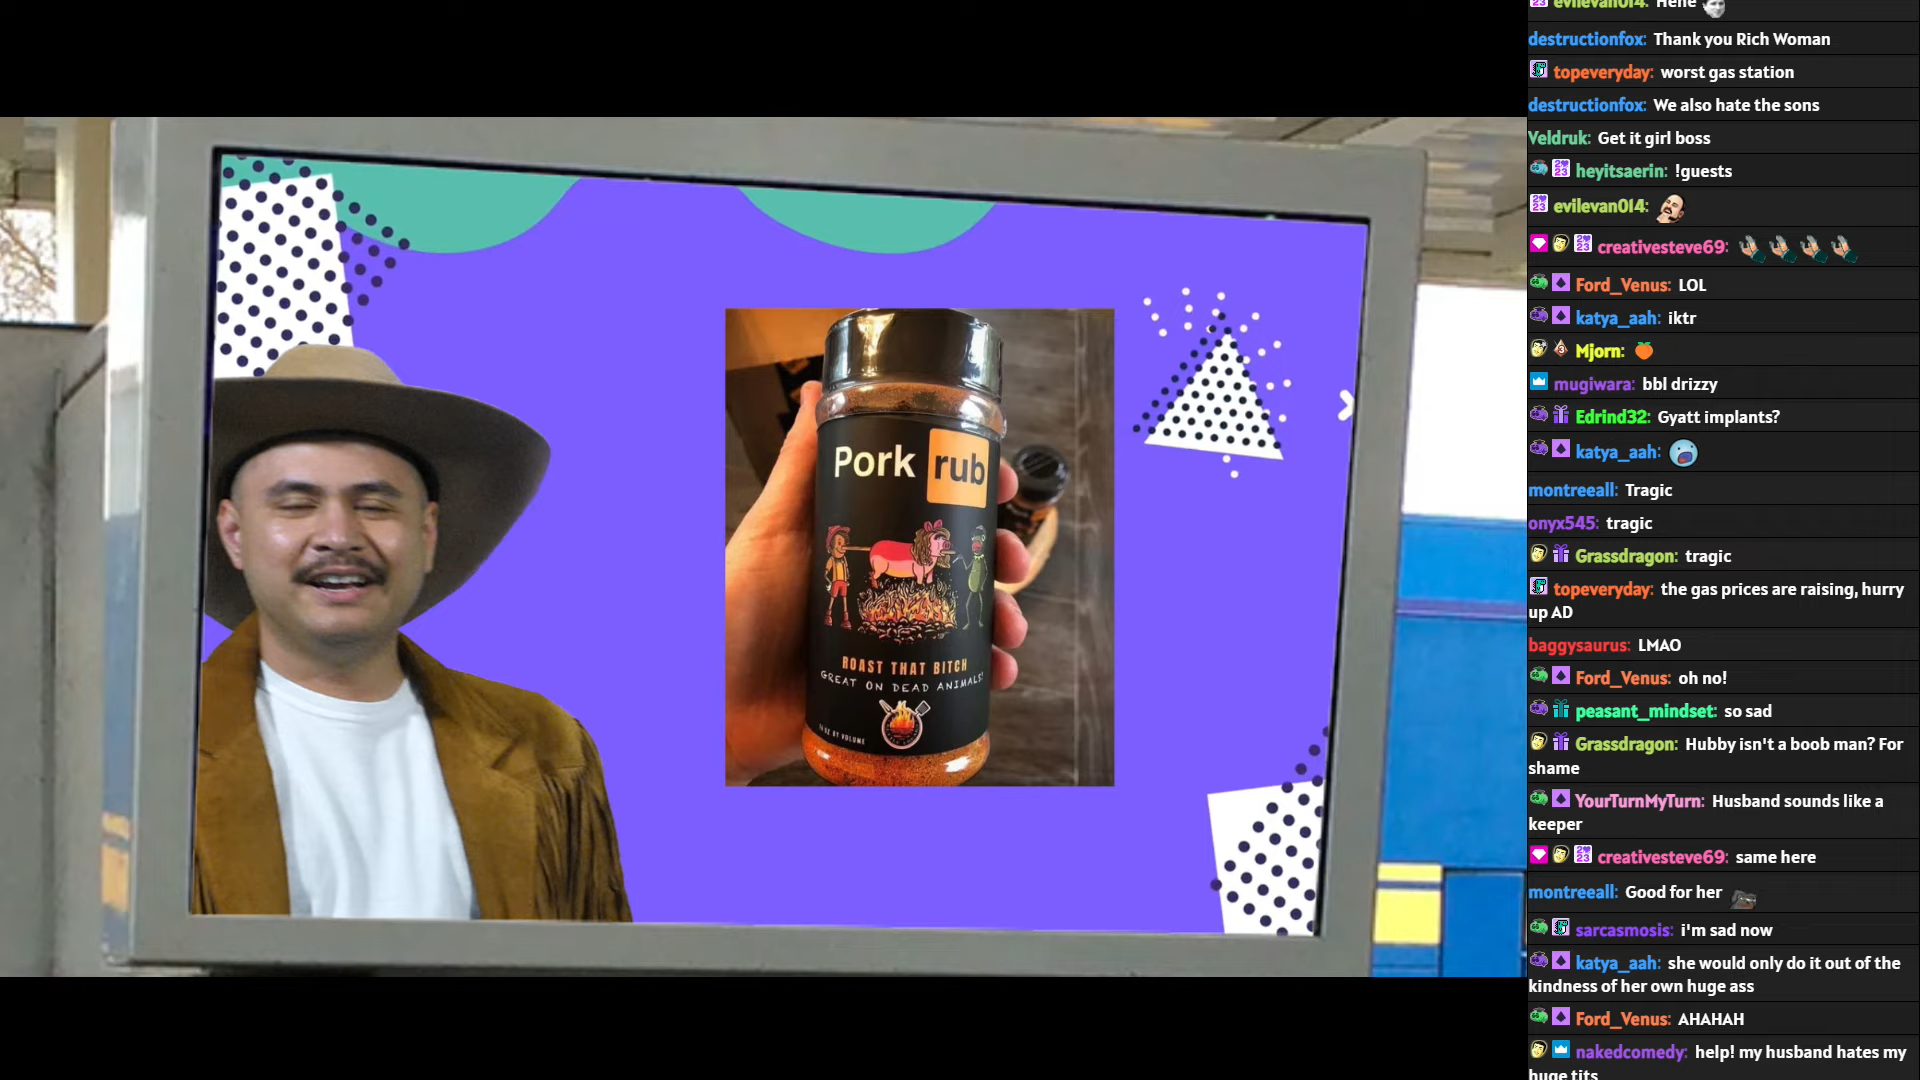 Pork rub
ROAST THAT BITCH
GREAT ON DEAD ANIMALS!
evilevan014: Hehe
destructionfox: Thank you Rich Woman
topeveryday: worst gas station
destructionfox: We also hate the sons
Veldruk: Get it girl boss
heyitsaerin: !guests
evilevan014:
creativesteve69:
Ford_Venus: LOL
katya_aah: iktr
Mjorn:
mugiwara: bbl drizzy
Edrind32: Gyatt implants?
katya_aah:
montreeall: Tragic
onyx545: tragic
Grassdragon: tragic
topeveryday: the gas prices are raising, hurry
up AD
baggysaurus: LMAO
Ford_Venus: oh no!
peasant_mindset: so sad
Grassdragon: Hubby isn't a boob man? For
shame
YourTurnMyTurn: Husband sounds like a
keeper
creativesteve69: same here
montreeall: Good for her
sarcasmosis: i'm sad now
katya_aah: she would only do it out of the
kindness of her own huge ass
Ford_Venus: AHAHAH
nakedcomedy: help! my husband hates my
huge tits